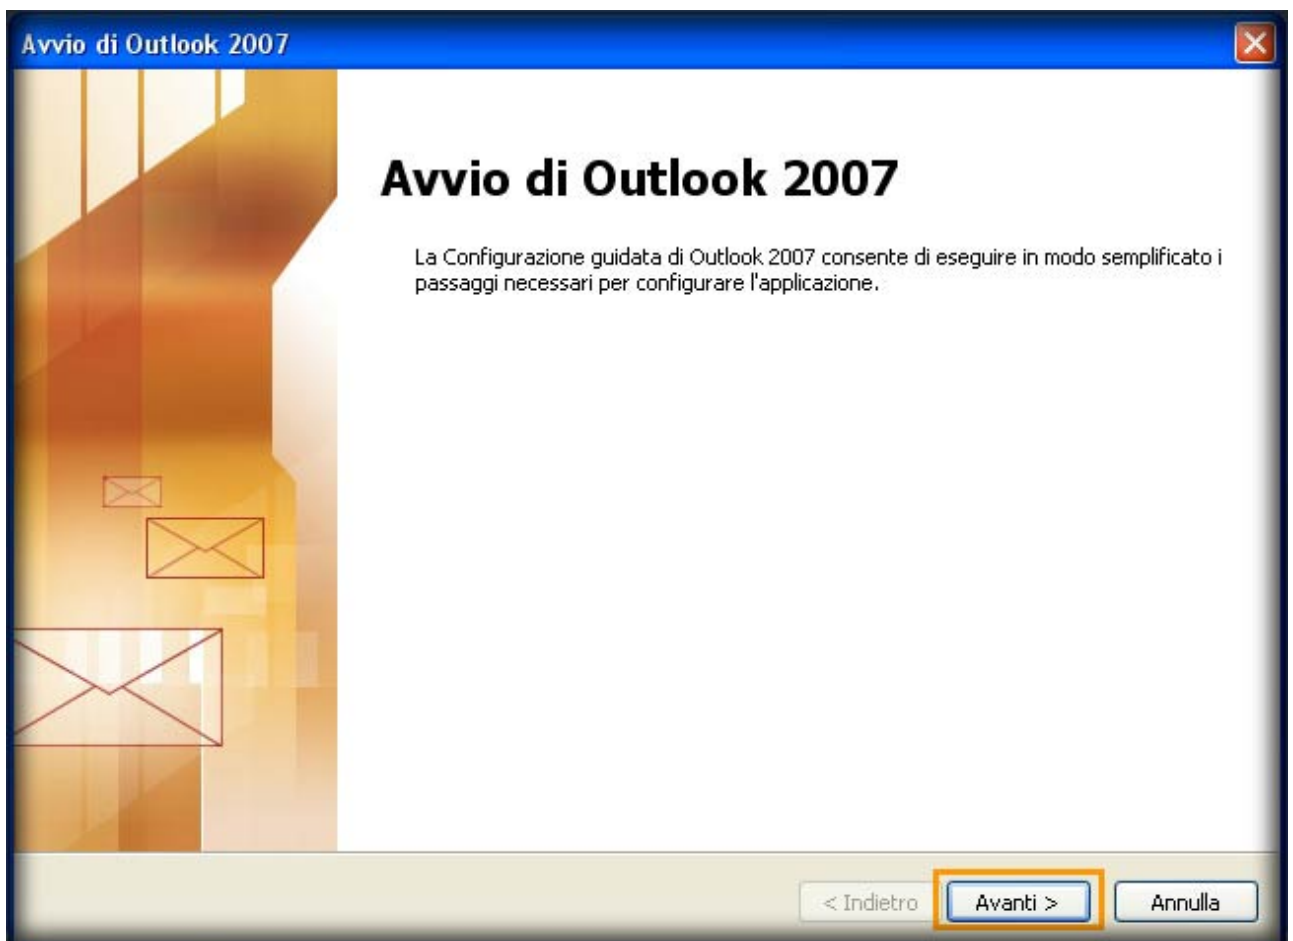 Avvio di Outlook 2007
Avvio di Outlook 2007
La Configurazione guidata di Outlook 2007 consente di eseguire in modo semplificato i
passaggi necessari per configurare l'applicazione.
< Indietro Avanti > Annulla